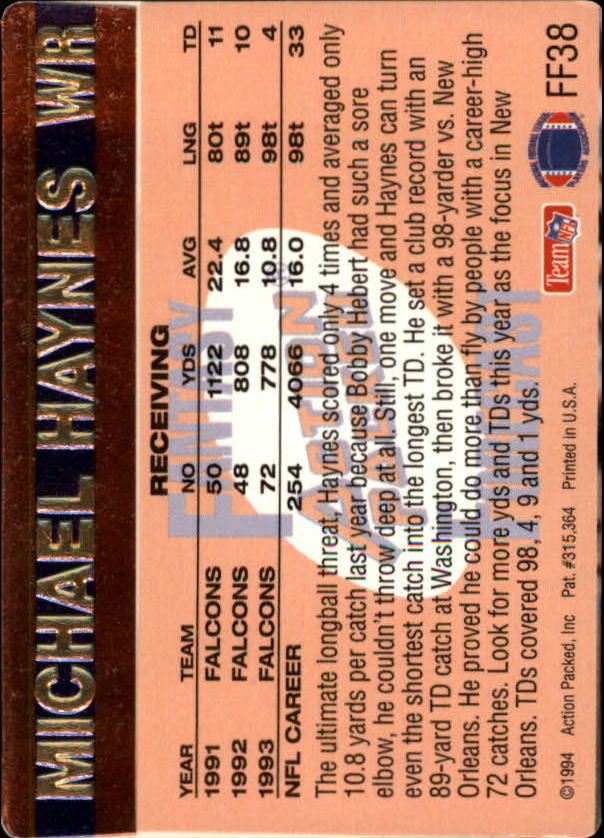 MICHAEL HAYNES WR
RECEIVING
YEAR TEAM NO YDS AVG LNG TD
1991 FALCONS 50 1122 22.4 80t 11
1992 FALCONS 48 808 16.8 89t 10
1993 FALCONS 72 778 10.8 98t 4
NFL CAREER 254 4066 16.0 98t 33
The ultimate longball threat, Haynes scored only 4 times and averaged only
10.8 yards per catch last year because Bobby Hebert had such a sore
elbow, he couldn't throw deep at all. Still, one move and Haynes can turn
even the shortest catch into the longest TD. He set a club record with an
89-yard TD catch at Washington, then broke it with a 98-yarder vs. New
Orleans. He proved he could do more than fly by people with a career-high
72 catches. Look for more yds and TDs this year as the focus in New
Orleans. TDs covered 98, 4, 9 and 1 yds.
FANTASY
ACTION
PACKED
FORECAST
©1994 Action Packed, Inc Pat. #315,364 Printed in U.S.A.
Team NFL
FF38